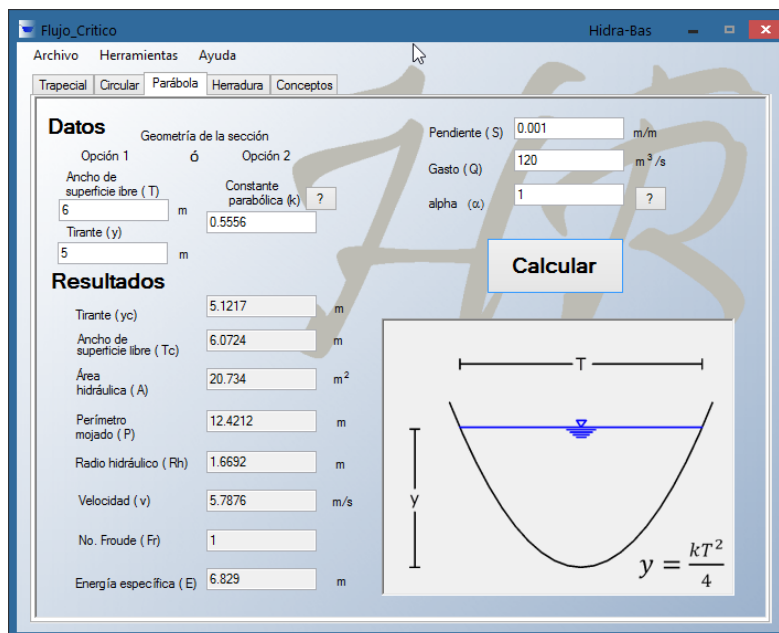 Flujo_Critico Hidra-Bas
Archivo Herramientas Ayuda
Trapecial Circular Parábola Herradura Conceptos
Datos
Geometría de la sección
Opción 1 ó Opción 2
Ancho de
superficie ibre ( T )
6 m
Tirante ( y )
5 m
Constante
parabólica (k) ?
0.5556
Pendiente ( S ) 0.001 m/m
Gasto ( Q ) 120 m³/s
alpha (α) 1 ?
Calcular
Resultados
Tirante ( yc ) 5.1217 m
Ancho de
superficie libre ( Tc ) 6.0724 m
Área
hidráulica ( A ) 20.734 m²
Perímetro
mojado ( P ) 12.4212 m
Radio hidráulico ( Rh ) 1.6692 m
Velocidad ( v ) 5.7876 m/s
No. Froude ( Fr ) 1
Energía específica ( E ) 6.829 m
T
y
y = kT²/4
HR